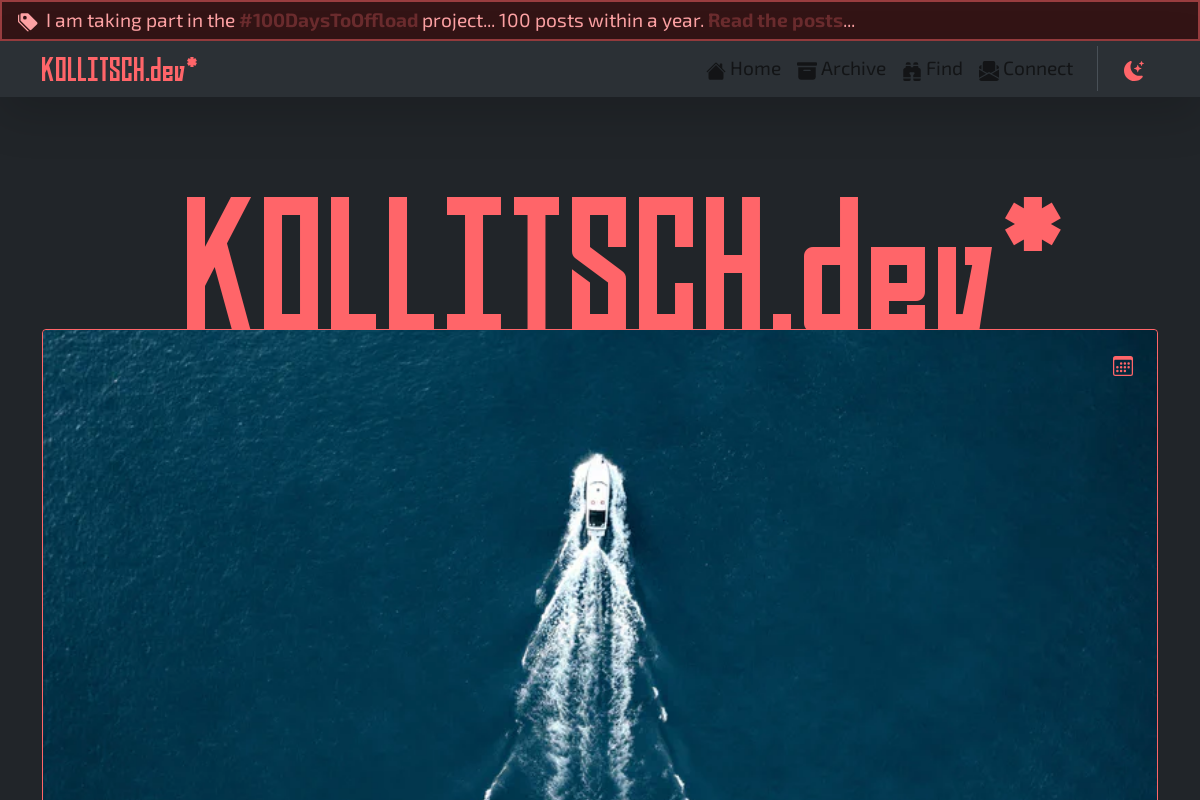 I am taking part in the #100DaysToOffload project... 100 posts within a year. Read the posts...
KOLLITSCH.dev*
Home
Archive
Find
Connect
KOLLITSCH.dev*